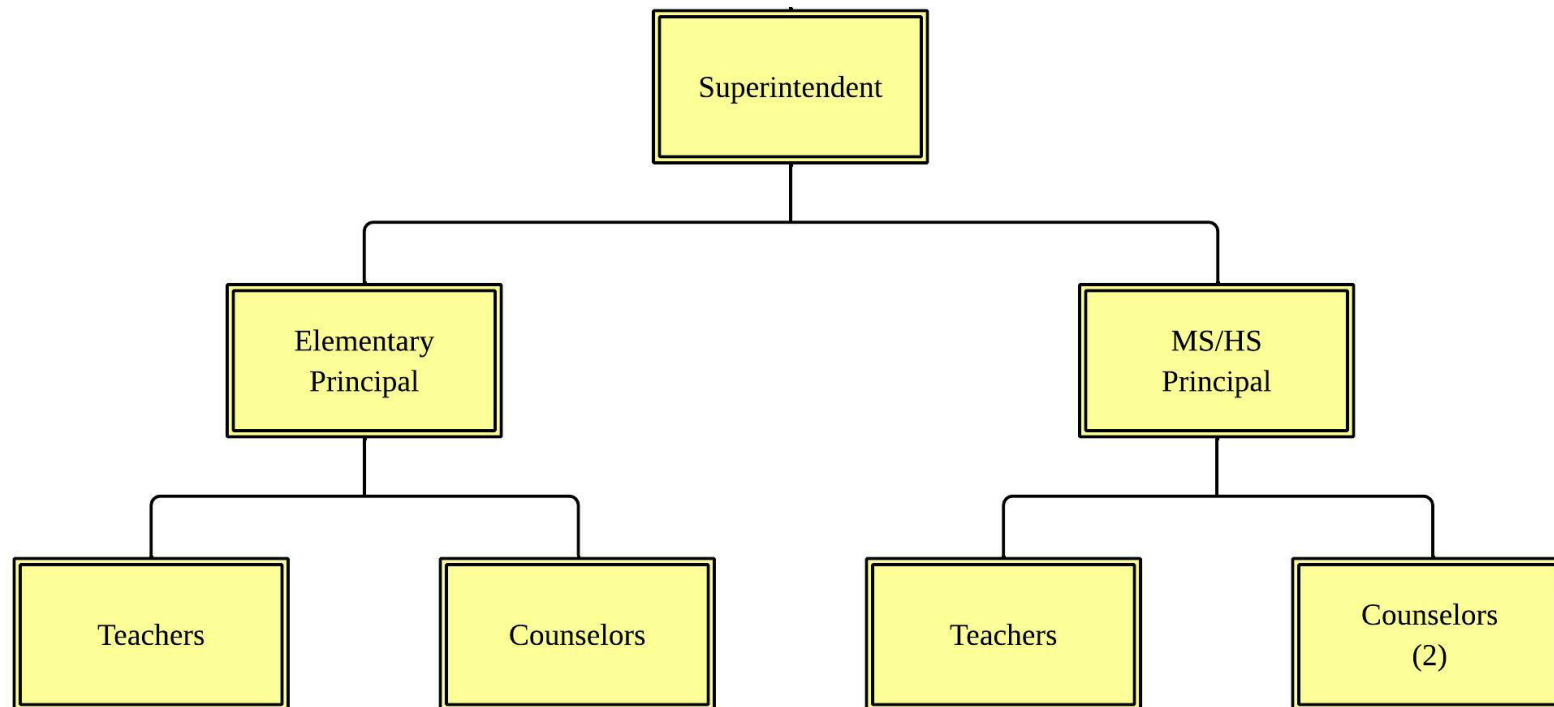 Superintendent
Elementary
Principal
MS/HS
Principal
Teachers
Counselors
Teachers
Counselors
(2)